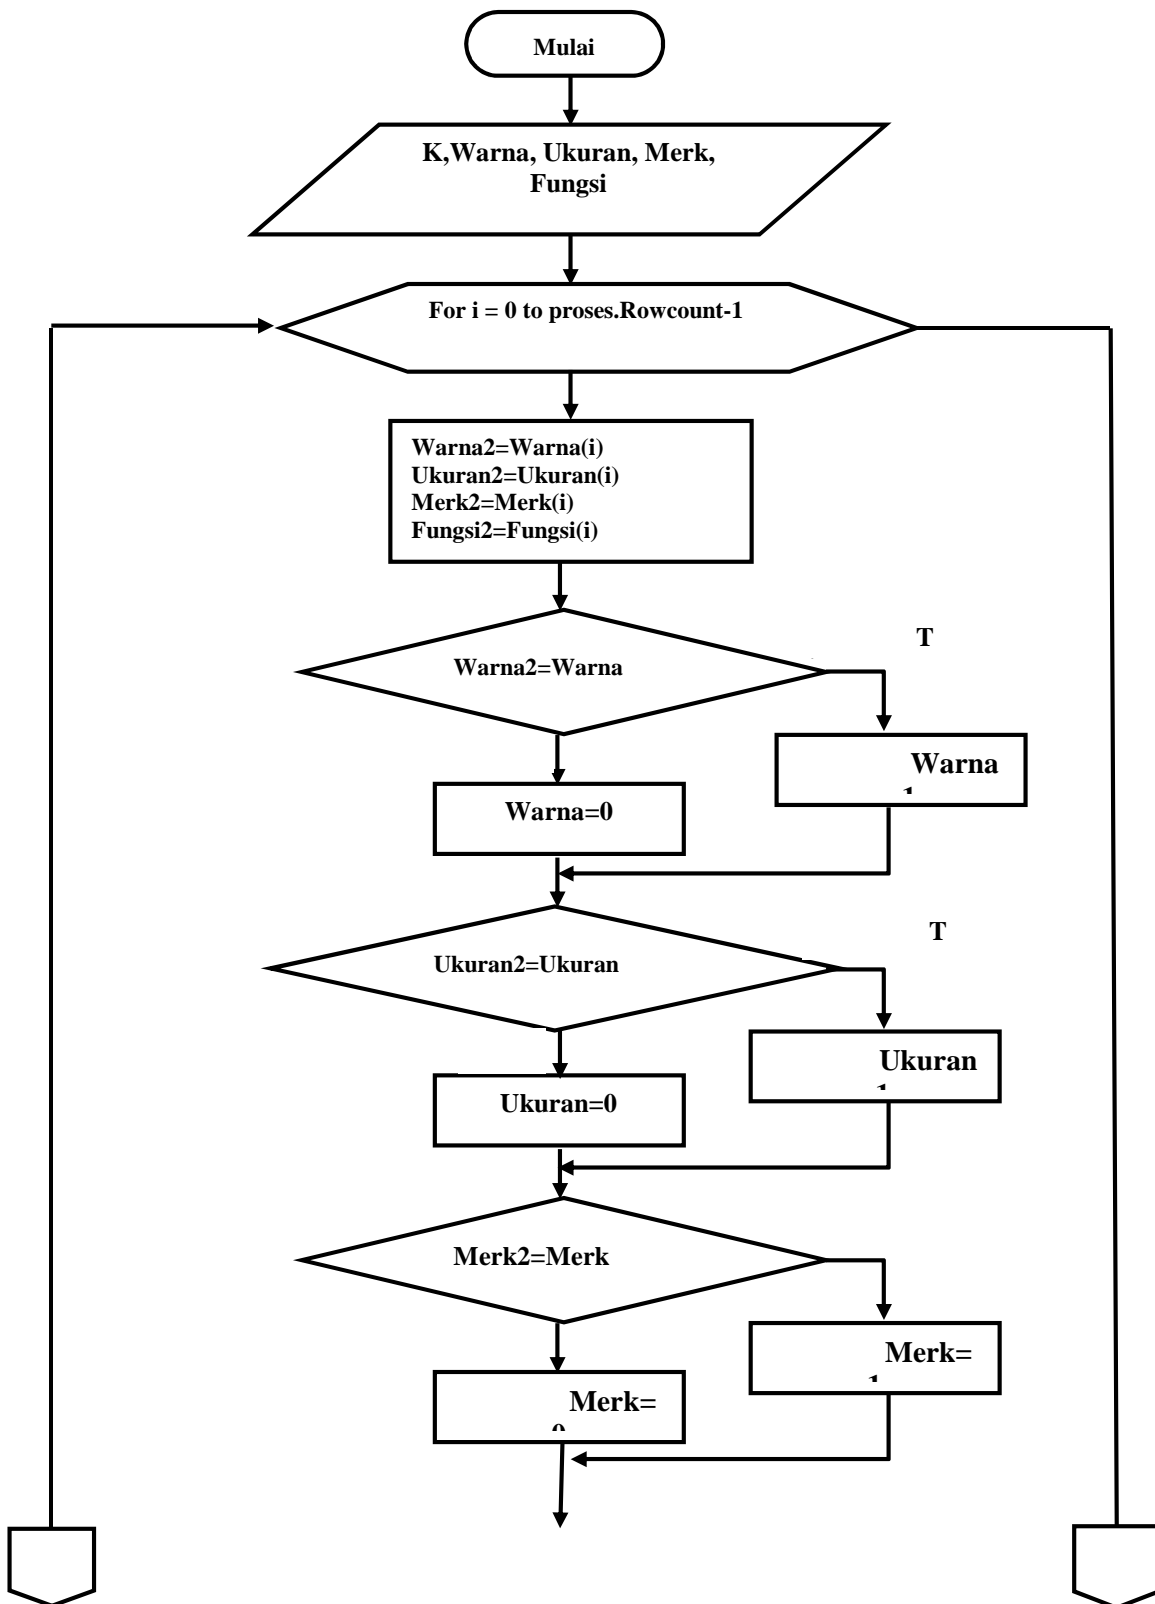 Mulai
K,Warna, Ukuran, Merk,
Fungsi
For i = 0 to proses.Rowcount-1
Warna2=Warna(i)
Ukuran2=Ukuran(i)
Merk2=Merk(i)
Fungsi2=Fungsi(i)
T
Warna2=Warna
Warna
Warna=0
T
Ukuran2=Ukuran
Ukuran
Ukuran=0
Merk2=Merk
Merk=
Merk=